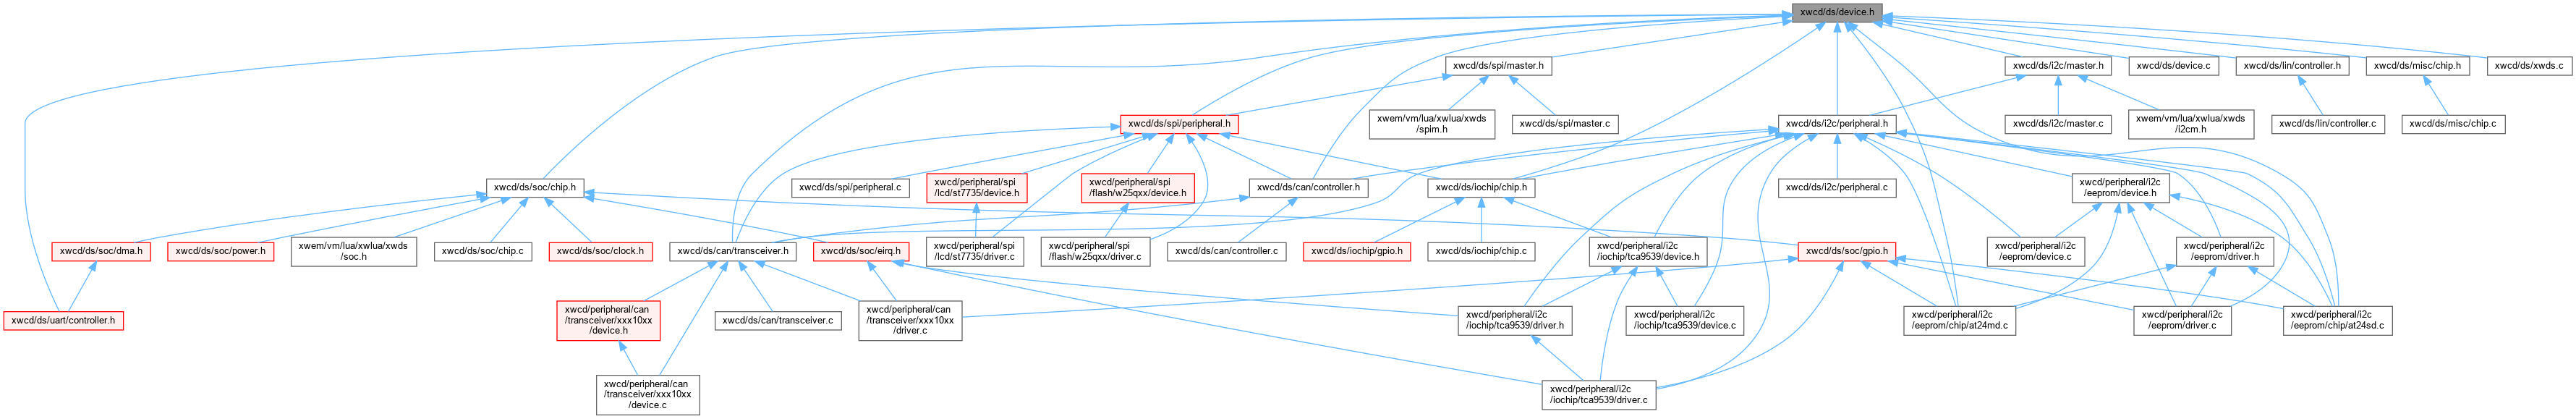 xwcd/ds/device.h
xwcd/ds/spi/master.h
xwcd/ds/i2c/master.h
xwcd/ds/device.c
xwcd/ds/lin/controller.h
xwcd/ds/misc/chip.h
xwcd/ds/xwds.c
xwcd/ds/spi/peripheral.h
xwem/vm/lua/xwlua/xwds
/spim.h
xwcd/ds/spi/master.c
xwcd/ds/i2c/peripheral.h
xwcd/ds/i2c/master.c
xwem/vm/lua/xwlua/xwds
/i2cm.h
xwcd/ds/lin/controller.c
xwcd/ds/misc/chip.c
xwcd/ds/soc/chip.h
xwcd/ds/spi/peripheral.c
xwcd/peripheral/spi
/lcd/st7735/device.h
xwcd/peripheral/spi
/flash/w25qxx/device.h
xwcd/ds/can/controller.h
xwcd/ds/iochip/chip.h
xwcd/ds/i2c/peripheral.c
xwcd/peripheral/i2c
/eeprom/device.h
xwcd/ds/soc/dma.h
xwcd/ds/soc/power.h
xwem/vm/lua/xwlua/xwds
/soc.h
xwcd/ds/soc/chip.c
xwcd/ds/soc/clock.h
xwcd/ds/can/transceiver.h
xwcd/ds/soc/eirq.h
xwcd/peripheral/spi
/lcd/st7735/driver.c
xwcd/peripheral/spi
/flash/w25qxx/driver.c
xwcd/ds/can/controller.c
xwcd/ds/iochip/gpio.h
xwcd/ds/iochip/chip.c
xwcd/peripheral/i2c
/iochip/tca9539/device.h
xwcd/ds/soc/gpio.h
xwcd/peripheral/i2c
/eeprom/device.c
xwcd/peripheral/i2c
/eeprom/driver.h
xwcd/ds/uart/controller.h
xwcd/peripheral/can
/transceiver/xxx10xx
/device.h
xwcd/ds/can/transceiver.c
xwcd/peripheral/can
/transceiver/xxx10xx
/driver.c
xwcd/peripheral/i2c
/iochip/tca9539/driver.h
xwcd/peripheral/i2c
/iochip/tca9539/device.c
xwcd/peripheral/i2c
/eeprom/chip/at24md.c
xwcd/peripheral/i2c
/eeprom/driver.c
xwcd/peripheral/i2c
/eeprom/chip/at24sd.c
xwcd/peripheral/can
/transceiver/xxx10xx
/device.c
xwcd/peripheral/i2c
/iochip/tca9539/driver.c